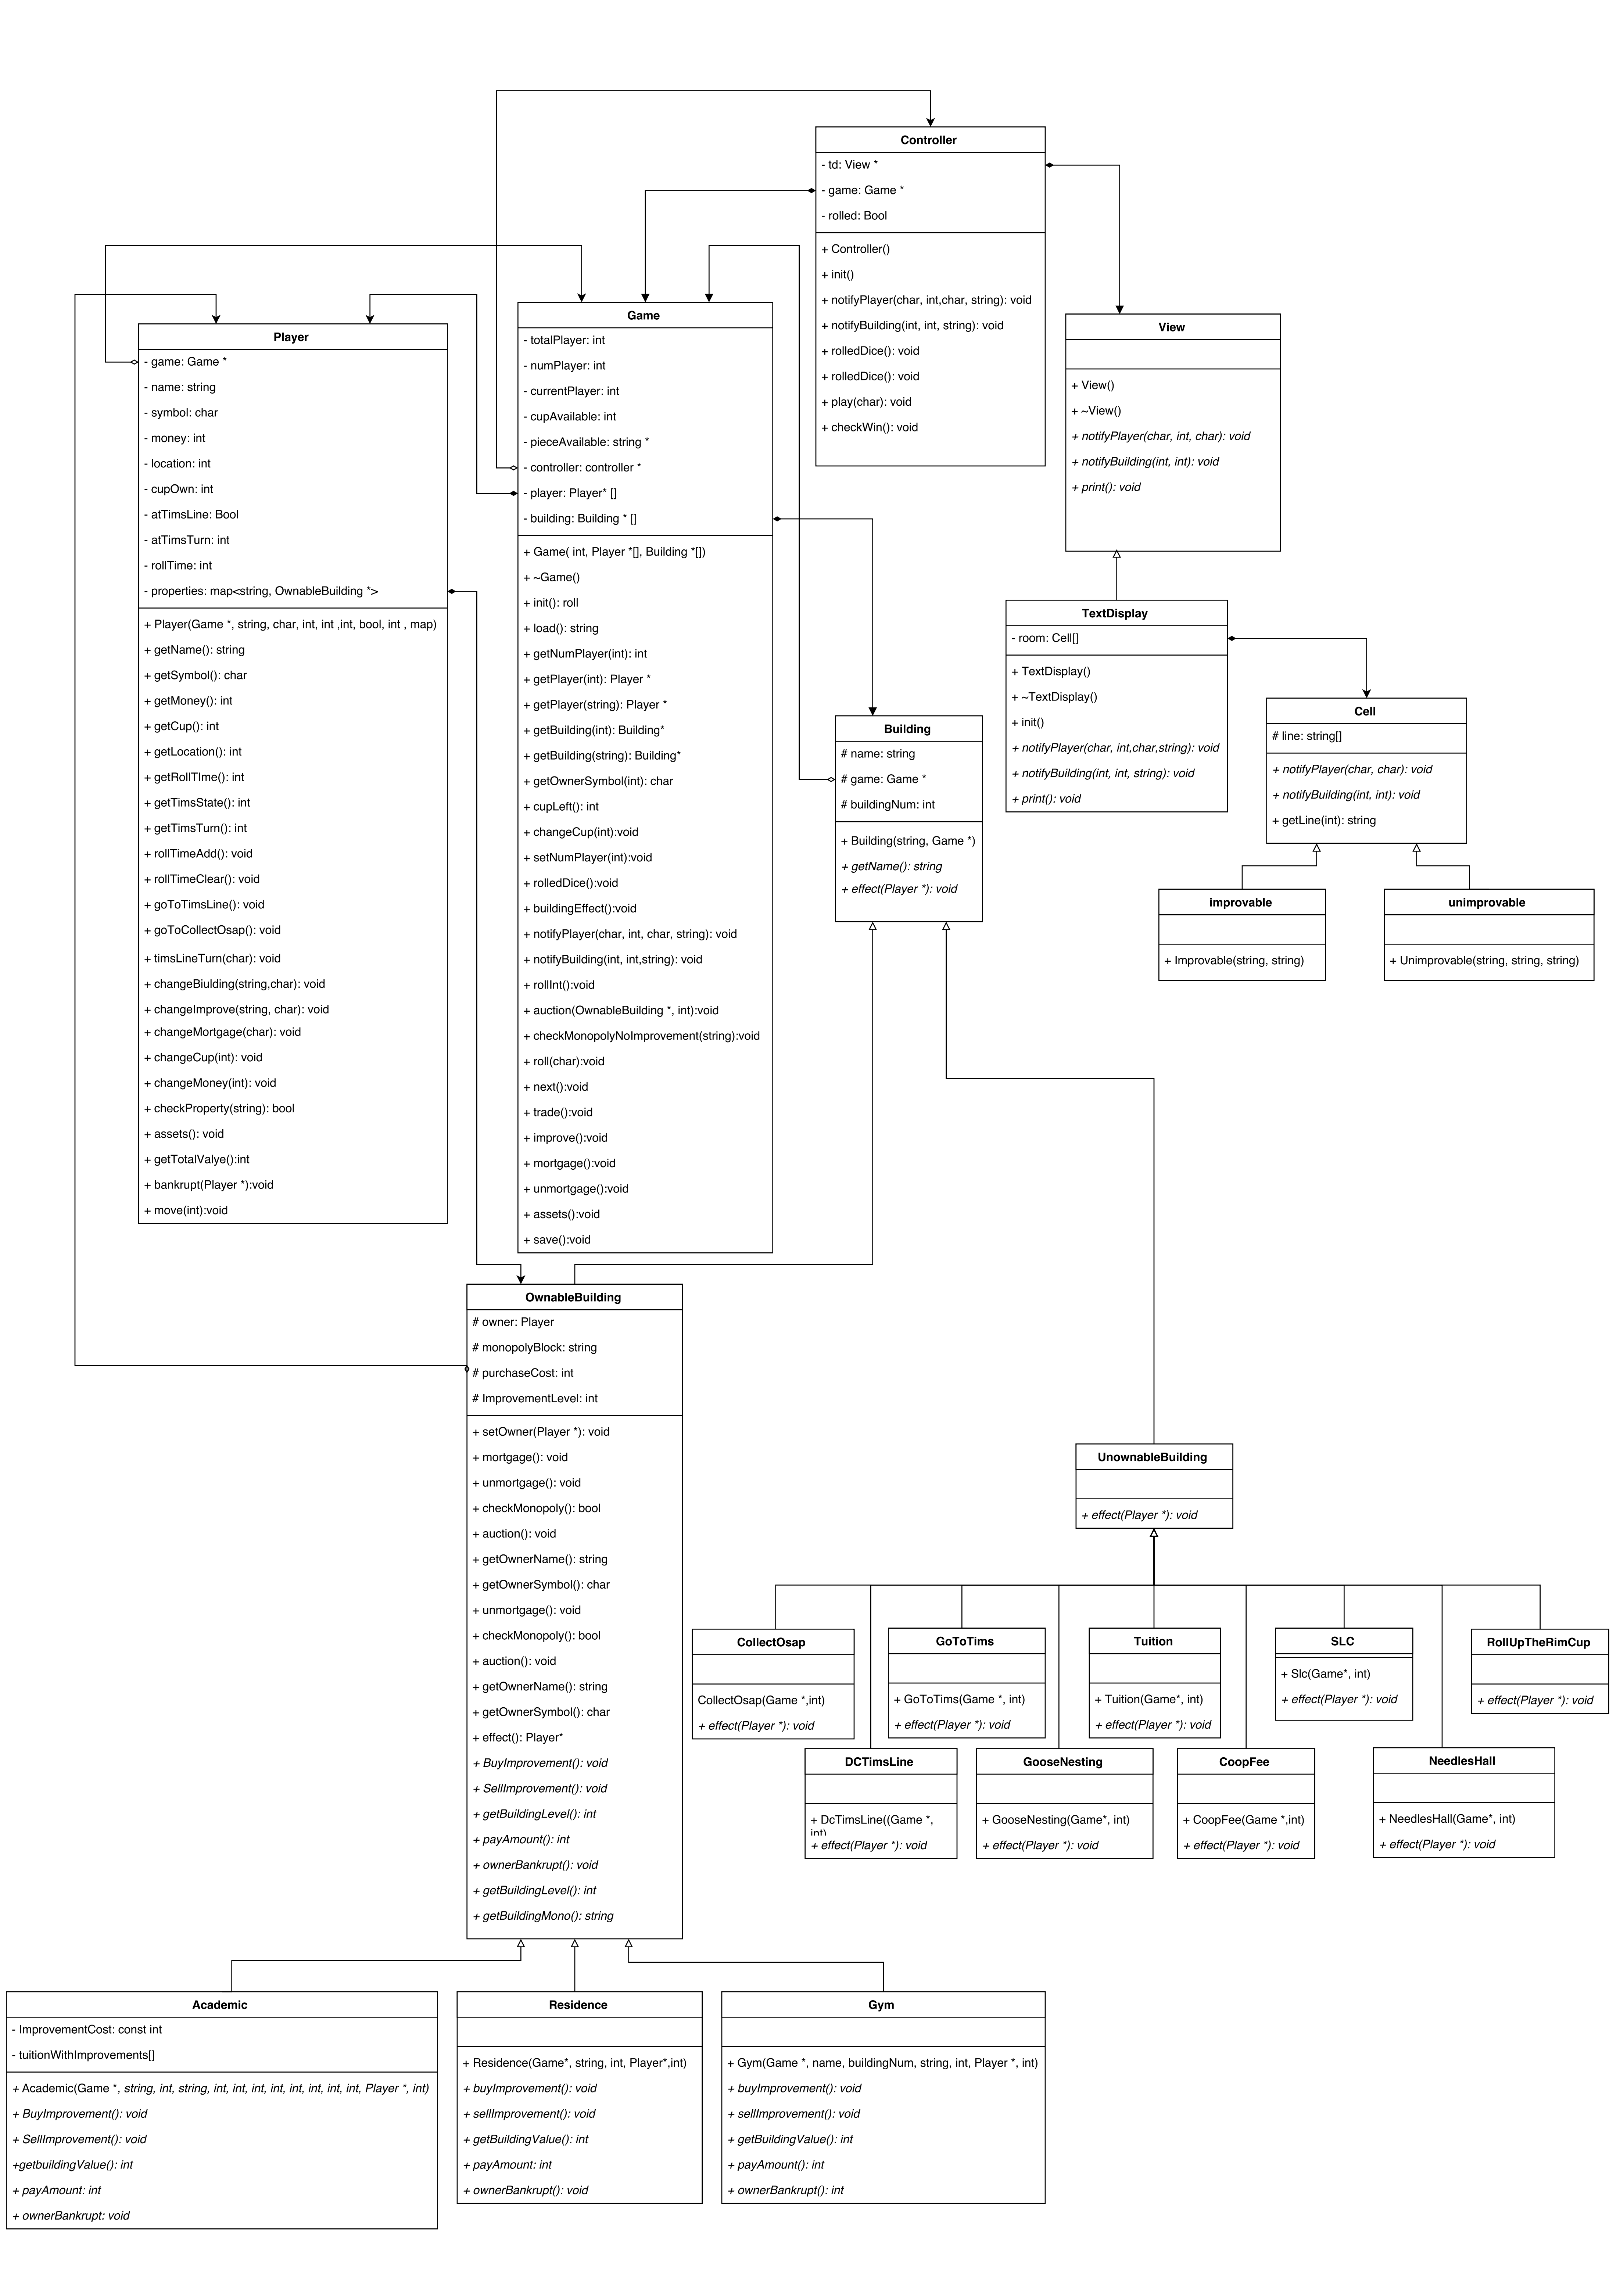 Controller
- td: View *
- game: Game *
- rolled: Bool
+ Controller()
+ init()
+ notifyPlayer(char, int,char, string): void
+ notifyBuilding(int, int, string): void
+ rolledDice(): void
+ rolledDice(): void
+ play(char): void
+ checkWin(): void
View
+ View()
+ ~View()
+ notifyPlayer(char, int, char): void
+ notifyBuilding(int, int): void
+ print(): void
Player
- game: Game *
- name: string
- symbol: char
- money: int
- location: int
- cupOwn: int
- atTimsLine: Bool
- atTimsTurn: int
- rollTime: int
- properties: map<string, OwnableBuilding *>
+ Player(Game *, string, char, int, int ,int, bool, int , map)
+ getName(): string
+ getSymbol(): char
+ getMoney(): int
+ getCup(): int
+ getLocation(): int
+ getRollTIme(): int
+ getTimsState(): int
+ getTimsTurn(): int
+ rollTimeAdd(): void
+ rollTimeClear(): void
+ goToTimsLine(): void
+ goToCollectOsap(): void
+ timsLineTurn(char): void
+ changeBiulding(string,char): void
+ changeImprove(string, char): void
+ changeMortgage(char): void
+ changeCup(int): void
+ changeMoney(int): void
+ checkProperty(string): bool
+ assets(): void
+ getTotalValye():int
+ bankrupt(Player *):void
+ move(int):void
Game
- totalPlayer: int
- numPlayer: int
- currentPlayer: int
- cupAvailable: int
- pieceAvailable: string *
- controller: controller *
- player: Player* []
- building: Building * []
+ Game( int, Player *[], Building *[])
+ ~Game()
+ init(): roll
+ load(): string
+ getNumPlayer(int): int
+ getPlayer(int): Player *
+ getPlayer(string): Player *
+ getBuilding(int): Building*
+ getBuilding(string): Building*
+ getOwnerSymbol(int): char
+ cupLeft(): int
+ changeCup(int):void
+ setNumPlayer(int):void
+ rolledDice():void
+ buildingEffect():void
+ notifyPlayer(char, int, char, string): void
+ notifyBuilding(int, int,string): void
+ rollInt():void
+ auction(OwnableBuilding *, int):void
+ checkMonopolyNoImprovement(string):void
+ roll(char):void
+ next():void
+ trade():void
+ improve():void
+ mortgage():void
+ unmortgage():void
+ assets():void
+ save():void
TextDisplay
- room: Cell[]
+ TextDisplay()
+ ~TextDisplay()
+ init()
+ notifyPlayer(char, int,char,string): void
+ notifyBuilding(int, int, string): void
+ print(): void
Cell
# line: string[]
+ notifyPlayer(char, char): void
+ notifyBuilding(int, int): void
+ getLine(int): string
Building
# name: string
# game: Game *
# buildingNum: int
+ Building(string, Game *)
+ getName(): string
+ effect(Player *): void
improvable
+ Improvable(string, string)
unimprovable
+ Unimprovable(string, string, string)
OwnableBuilding
# owner: Player
# monopolyBlock: string
# purchaseCost: int
# ImprovementLevel: int
+ setOwner(Player *): void
+ mortgage(): void
+ unmortgage(): void
+ checkMonopoly(): bool
+ auction(): void
+ getOwnerName(): string
+ getOwnerSymbol(): char
+ unmortgage(): void
+ checkMonopoly(): bool
+ auction(): void
+ getOwnerName(): string
+ getOwnerSymbol(): char
+ effect(): Player*
+ BuyImprovement(): void
+ SellImprovement(): void
+ getBuildingLevel(): int
+ payAmount(): int
+ ownerBankrupt(): void
+ getBuildingLevel(): int
+ getBuildingMono(): string
UnownableBuilding
+ effect(Player *): void
CollectOsap
CollectOsap(Game *,int)
+ effect(Player *): void
GoToTims
+ GoToTims(Game *, int)
+ effect(Player *): void
Tuition
+ Tuition(Game*, int)
+ effect(Player *): void
SLC
+ Slc(Game*, int)
+ effect(Player *): void
RollUpTheRimCup
+ effect(Player *): void
DCTimsLine
+ DcTimsLine((Game *,
int)
+ effect(Player *): void
GooseNesting
+ GooseNesting(Game*, int)
+ effect(Player *): void
CoopFee
+ CoopFee(Game *,int)
+ effect(Player *): void
NeedlesHall
+ NeedlesHall(Game*, int)
+ effect(Player *): void
Academic
- ImprovementCost: const int
- tuitionWithImprovements[]
+ Academic(Game *, string, int, string, int, int, int, int, int, int, int, int, Player *, int)
+ BuyImprovement(): void
+ SellImprovement(): void
+getbuildingValue(): int
+ payAmount: int
+ ownerBankrupt: void
Residence
+ Residence(Game*, string, int, Player*,int)
+ buyImprovement(): void
+ sellImprovement(): void
+ getBuildingValue(): int
+ payAmount: int
+ ownerBankrupt(): void
Gym
+ Gym(Game *, name, buildingNum, string, int, Player *, int)
+ buyImprovement(): void
+ sellImprovement(): void
+ getBuildingValue(): int
+ payAmount(): int
+ ownerBankrupt(): int